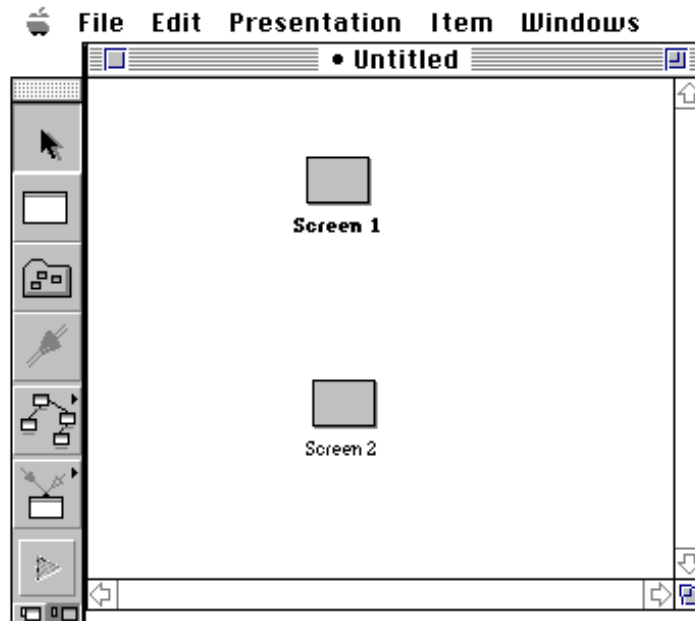 File Edit Presentation Item Windows
• Untitled
Screen 1
Screen 2